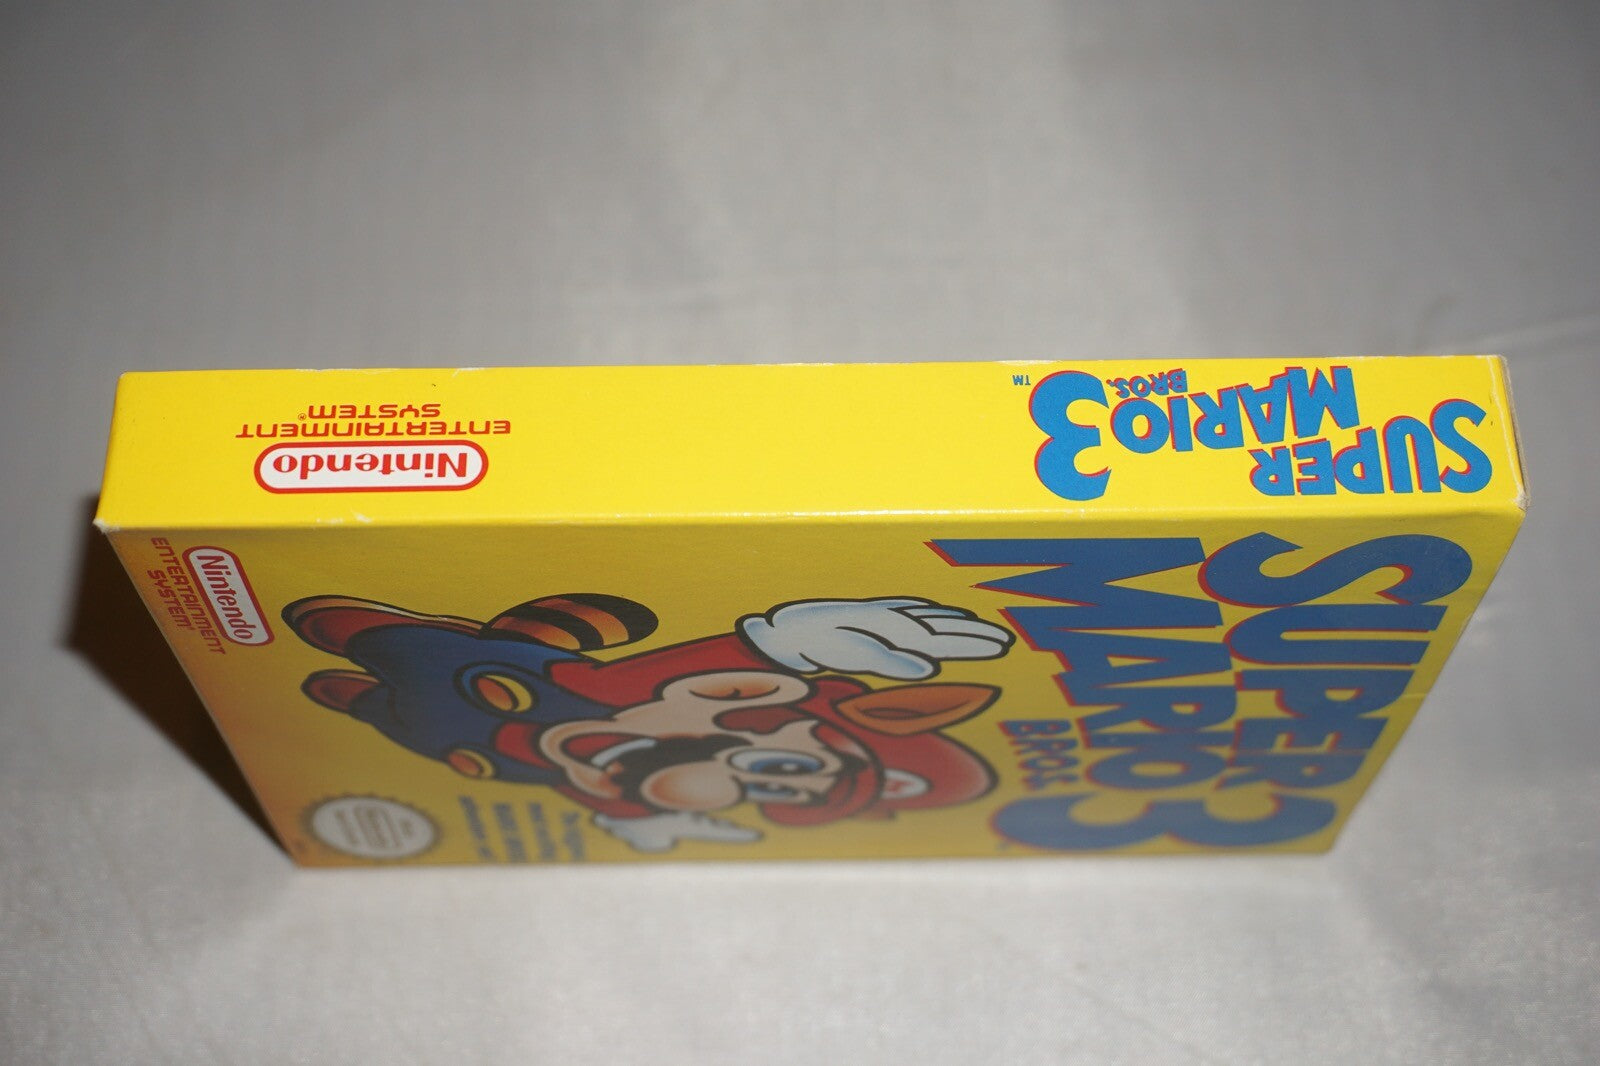 SUPER
MARIO 3
BROS.
TM
Nintendo
ENTERTAINMENT
SYSTEM®
SUPER
MARIO 3
BROS.
Nintendo
ENTERTAINMENT
SYSTEM®